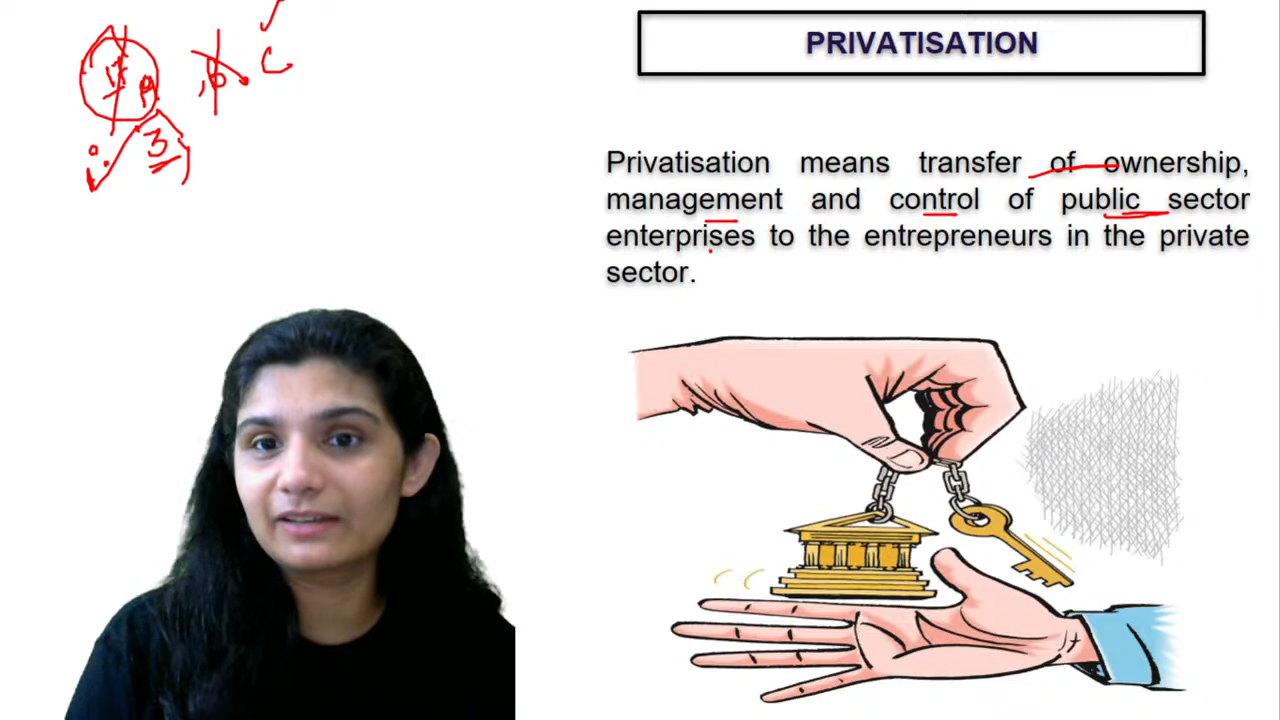 PRIVATISATION
Privatisation means transfer of ownership,
management and control of public sector
enterprises to the entrepreneurs in the private
sector.